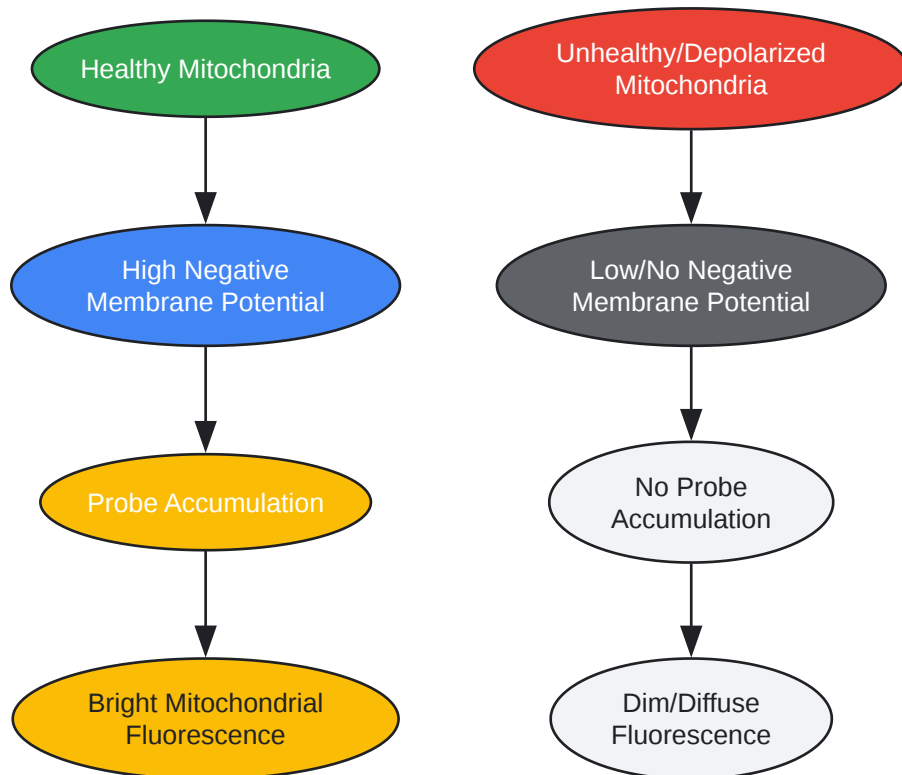 Healthy Mitochondria
High Negative
Membrane Potential
Probe Accumulation
Bright Mitochondrial
Fluorescence
Unhealthy/Depolarized
Mitochondria
Low/No Negative
Membrane Potential
No Probe
Accumulation
Dim/Diffuse
Fluorescence